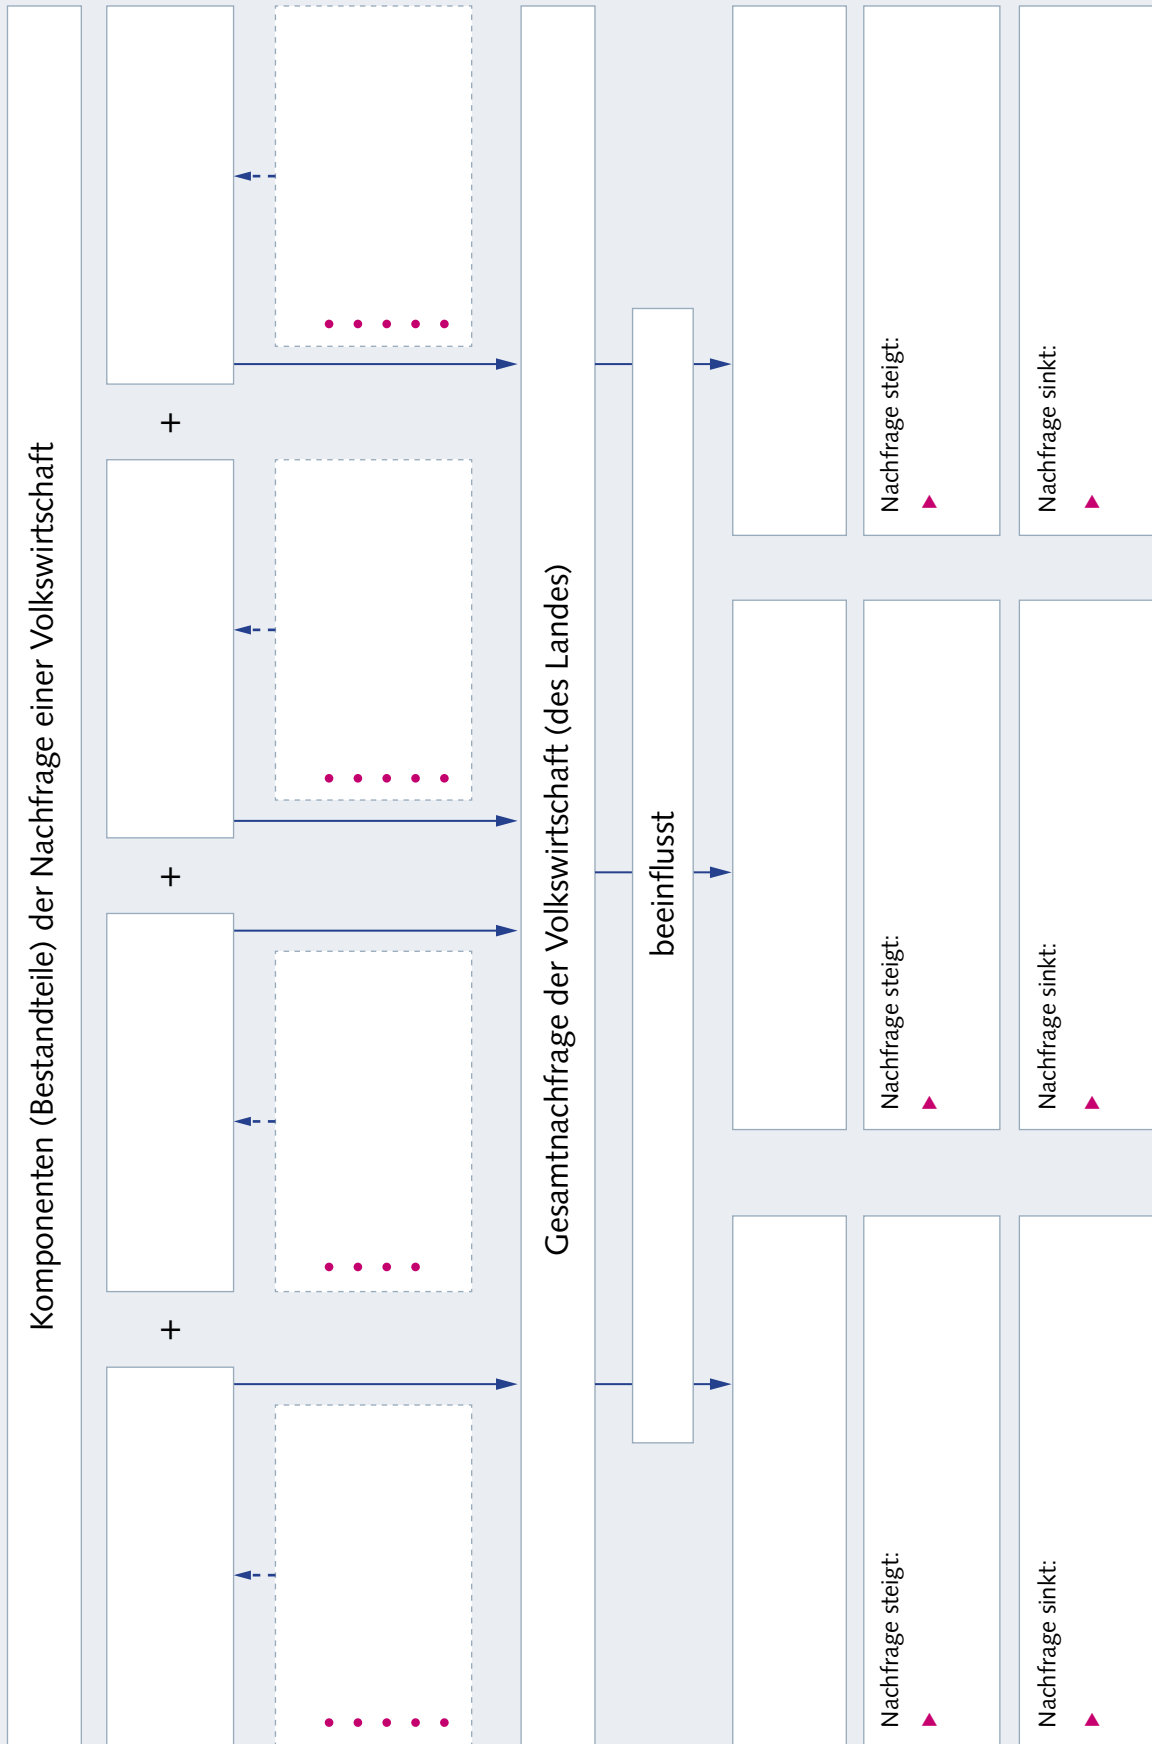 Komponenten (Bestandteile) der Nachfrage einer Volkswirtschaft
+
+
+
Gesamtnachfrage der Volkswirtschaft (des Landes)
beeinflusst
Nachfrage steigt:
Nachfrage steigt:
Nachfrage steigt:
Nachfrage sinkt:
Nachfrage sinkt:
Nachfrage sinkt: